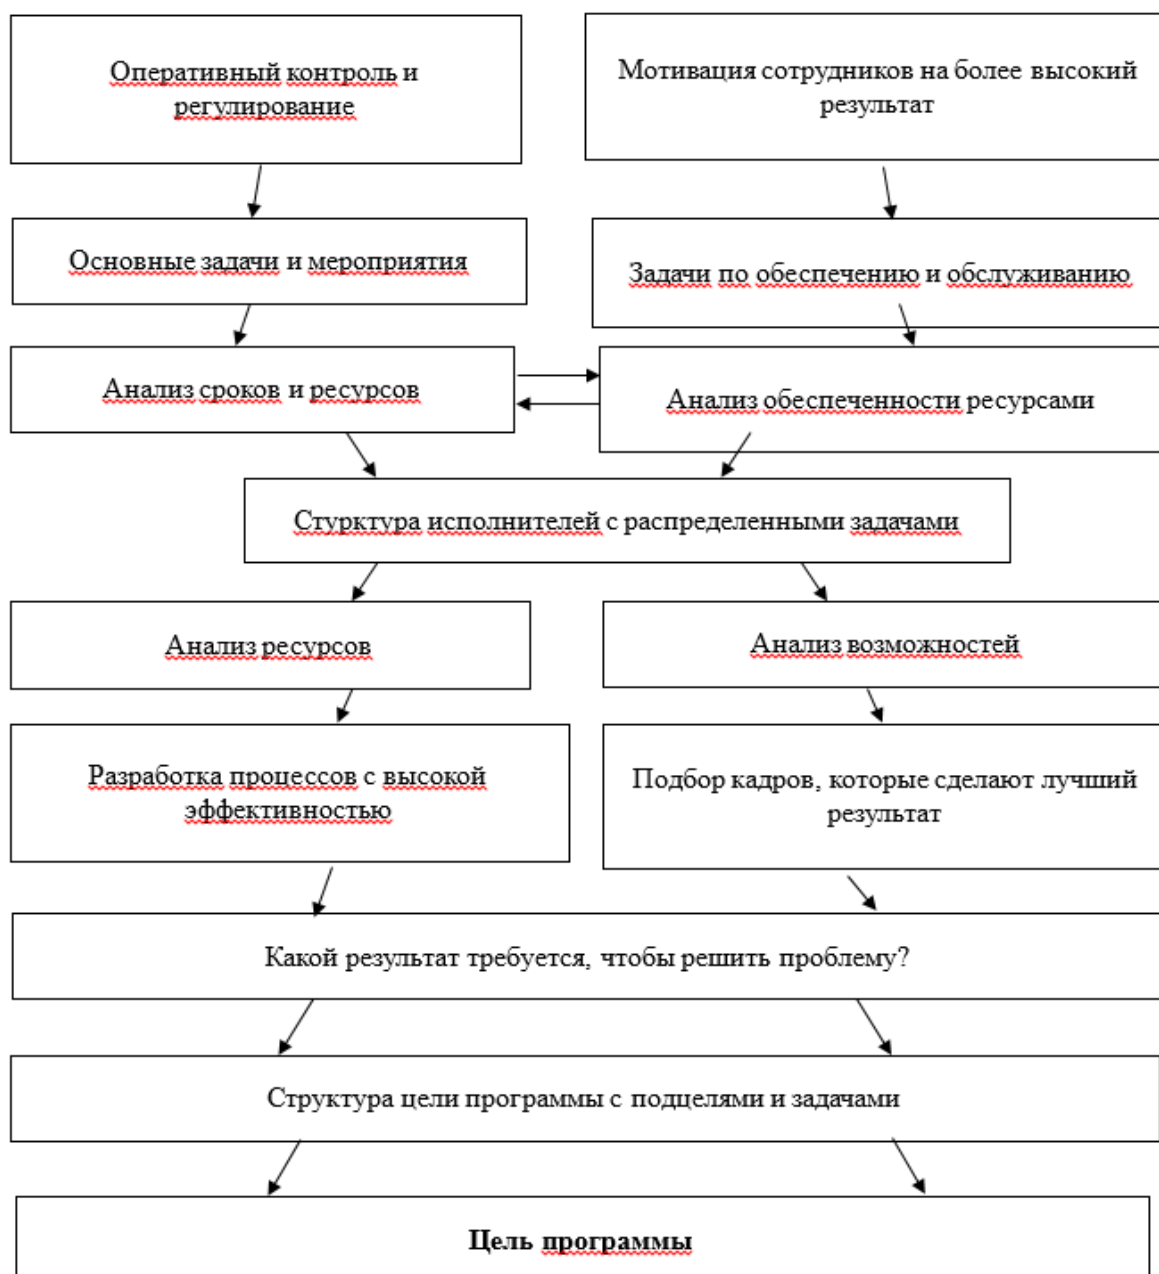 Оперативный контроль и
регулирование
Мотивация сотрудников на более высокий
результат
Основные задачи и мероприятия
Задачи по обеспечению и обслуживанию
Анализ сроков и ресурсов
Анализ обеспеченности ресурсами
Стурктура исполнителей с распределенными задачами
Анализ ресурсов
Анализ возможностей
Разработка процессов с высокой
эффективностью
Подбор кадров, которые сделают лучший
результат
Какой результат требуется, чтобы решить проблему?
Структура цели программы с подцелями и задачами
Цель программы